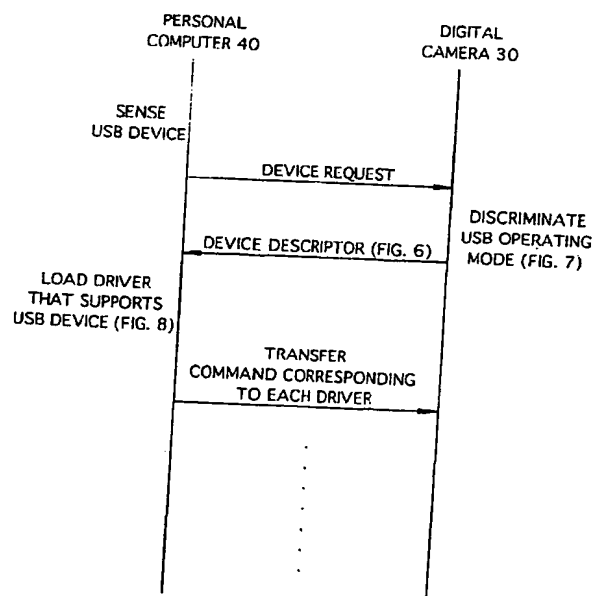 PERSONAL
COMPUTER 40
DIGITAL
CAMERA 30
SENSE
USB DEVICE
DEVICE REQUEST
DISCRIMINATE
USB OPERATING
MODE (FIG. 7)
DEVICE DESCRIPTOR (FIG. 6)
LOAD DRIVER
THAT SUPPORTS
USB DEVICE (FIG. 8)
TRANSFER
COMMAND CORRESPONDING
TO EACH DRIVER